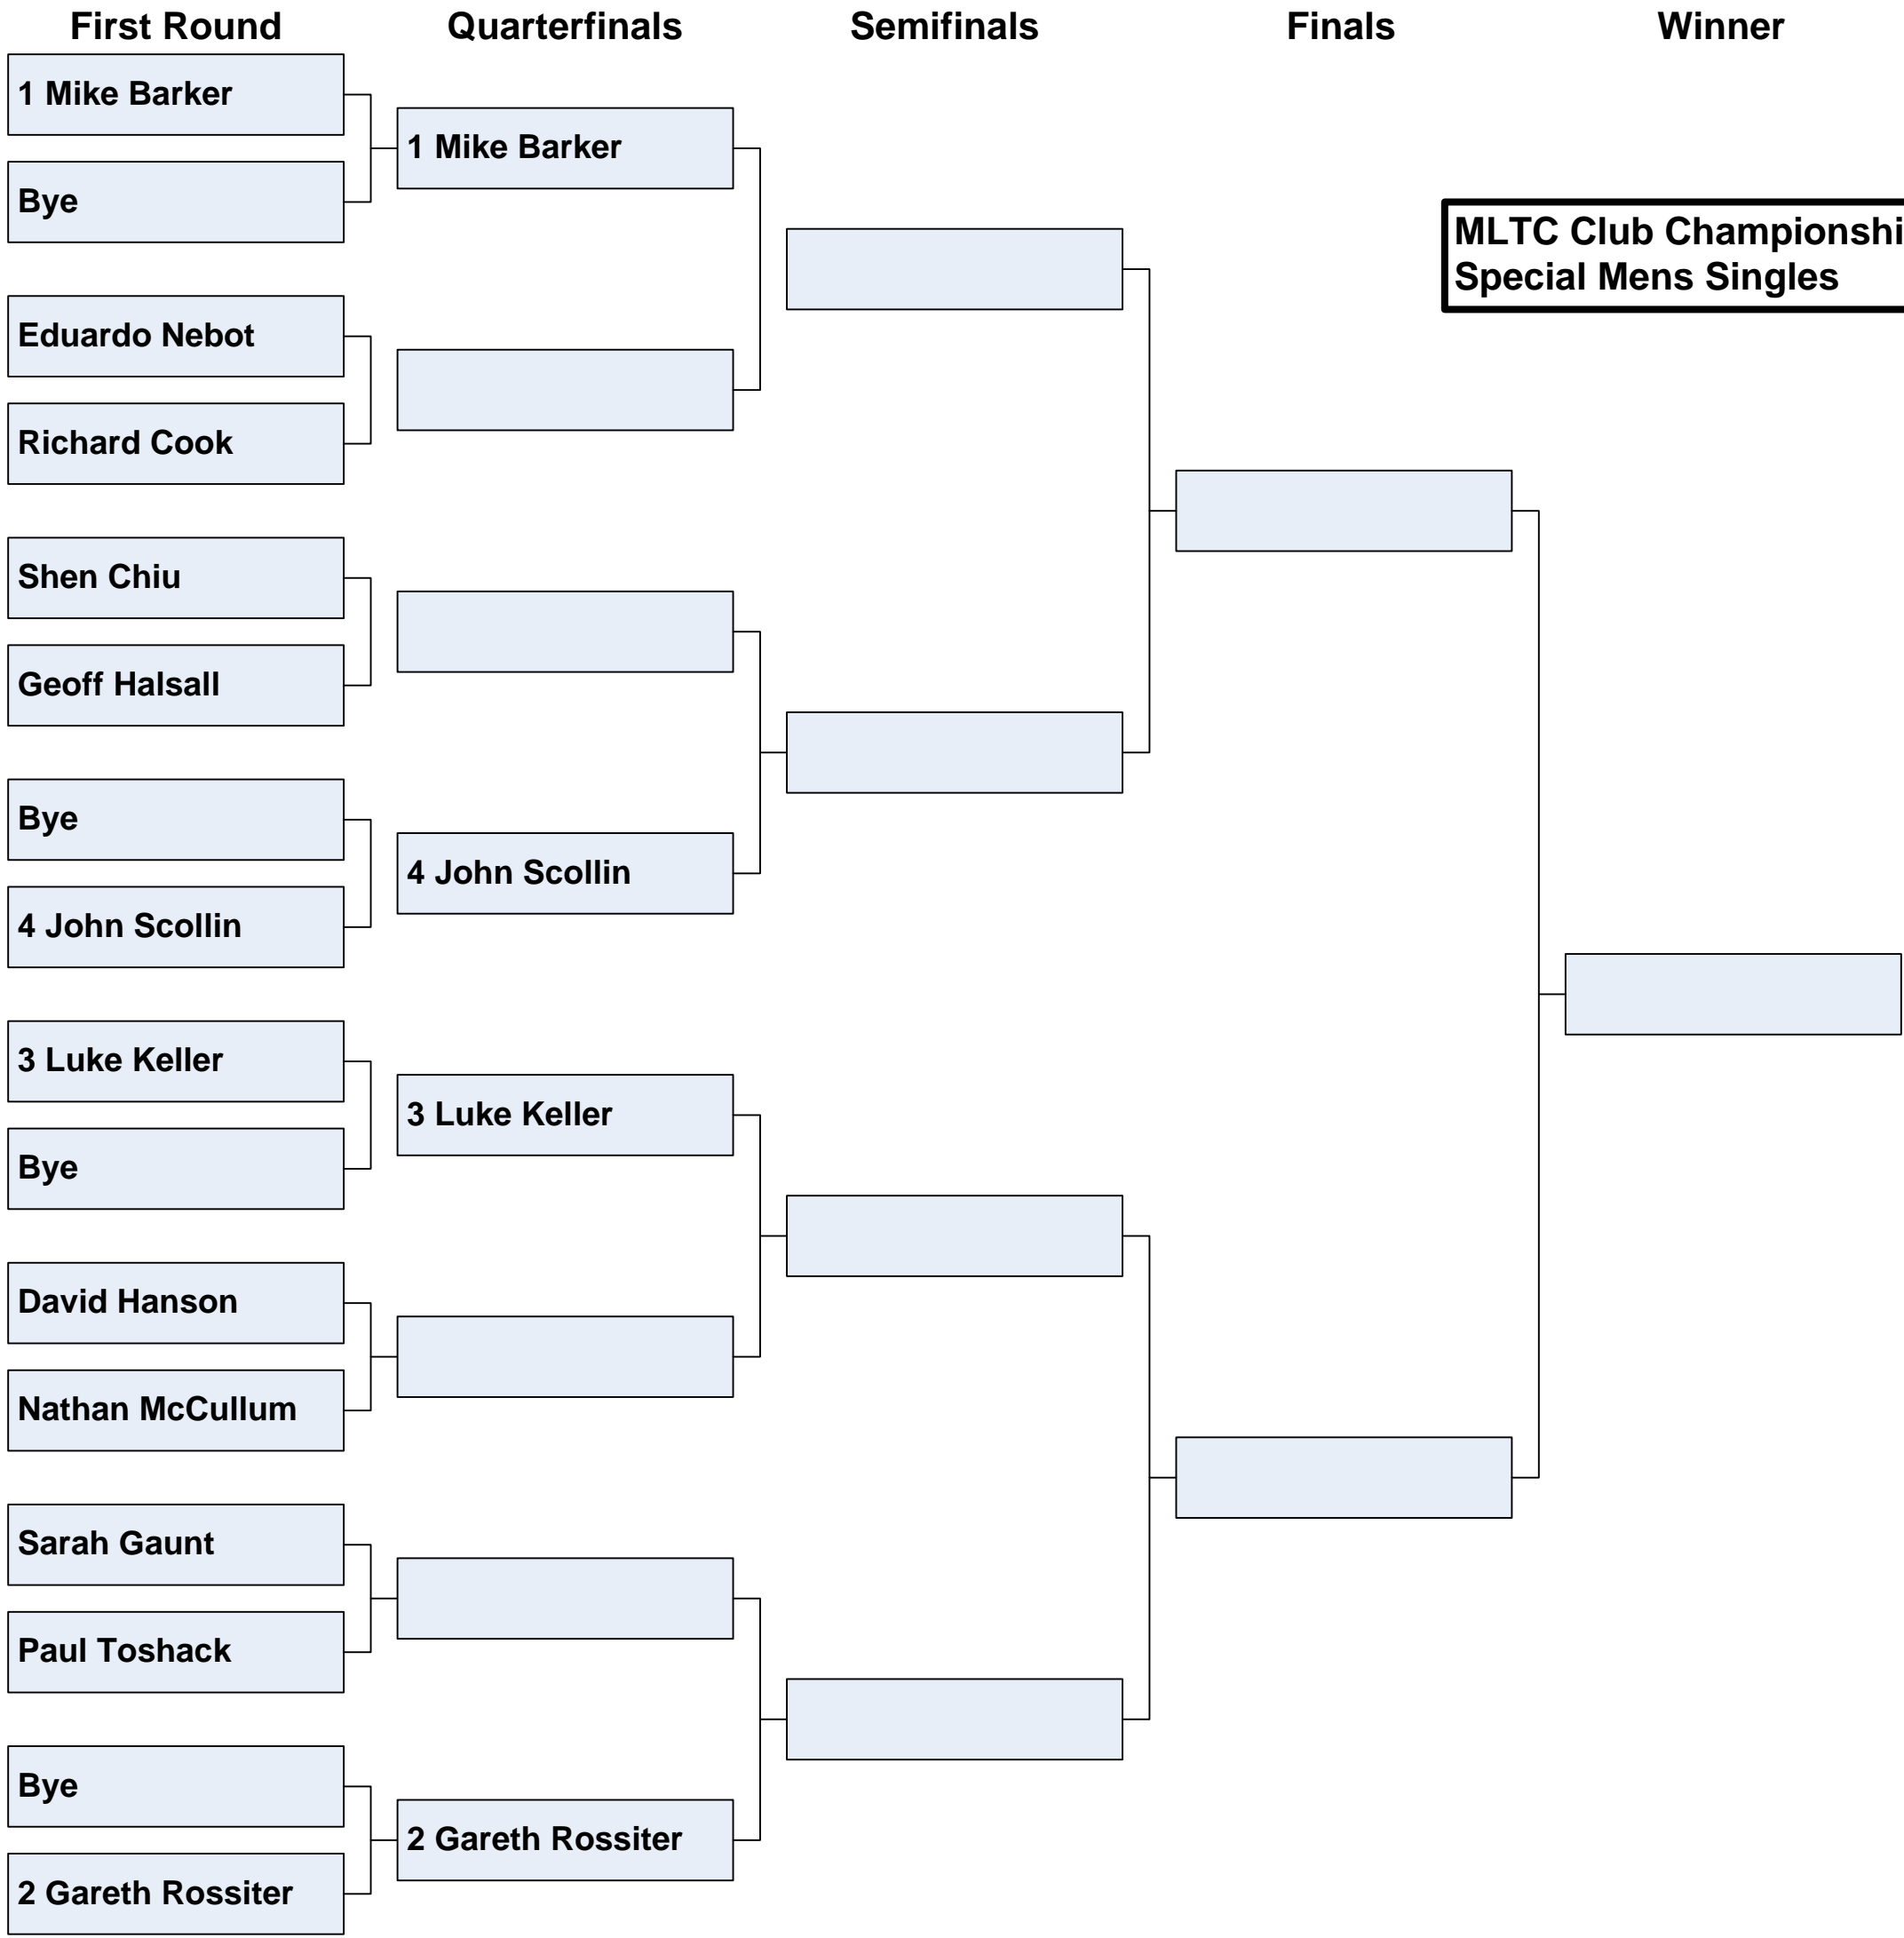 First Round Quarterfinals Semifinals Finals Winner
1 Mike Barker
1 Mike Barker
Bye
MLTC Club Championshi
Special Mens Singles
Eduardo Nebot
Richard Cook
Shen Chiu
Geoff Halsall
Bye
4 John Scollin
4 John Scollin
3 Luke Keller
3 Luke Keller
Bye
David Hanson
Nathan McCullum
Sarah Gaunt
Paul Toshack
Bye
2 Gareth Rossiter
2 Gareth Rossiter